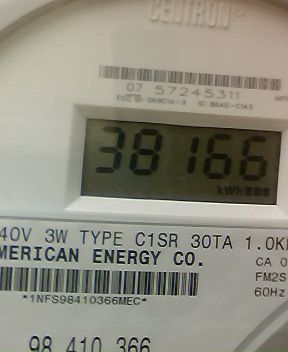 CENTRON®
07 57245311
38166
kWh
40V 3W TYPE C1SR 30TA 1.0K
MERICAN ENERGY CO.
CA 0.
FM2S
60Hz
*1NFS98410366MEC*
98 410 366